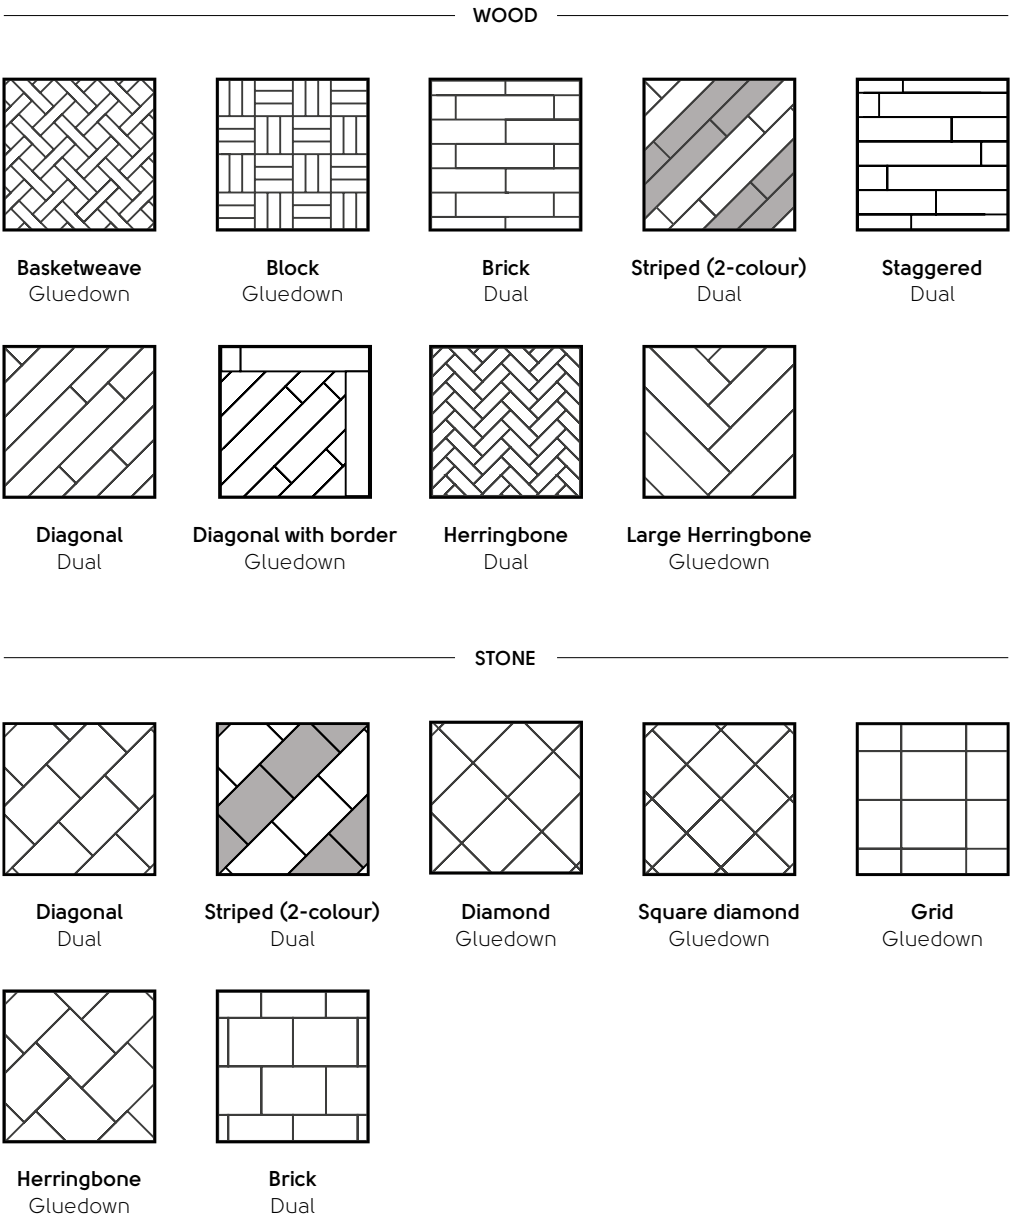 WOOD
Basketweave
Gluedown
Block
Gluedown
Brick
Dual
Striped (2-colour)
Dual
Staggered
Dual
Diagonal
Dual
Diagonal with border
Gluedown
Herringbone
Dual
Large Herringbone
Gluedown
STONE
Diagonal
Dual
Striped (2-colour)
Dual
Diamond
Gluedown
Square diamond
Gluedown
Grid
Gluedown
Herringbone
Gluedown
Brick
Dual